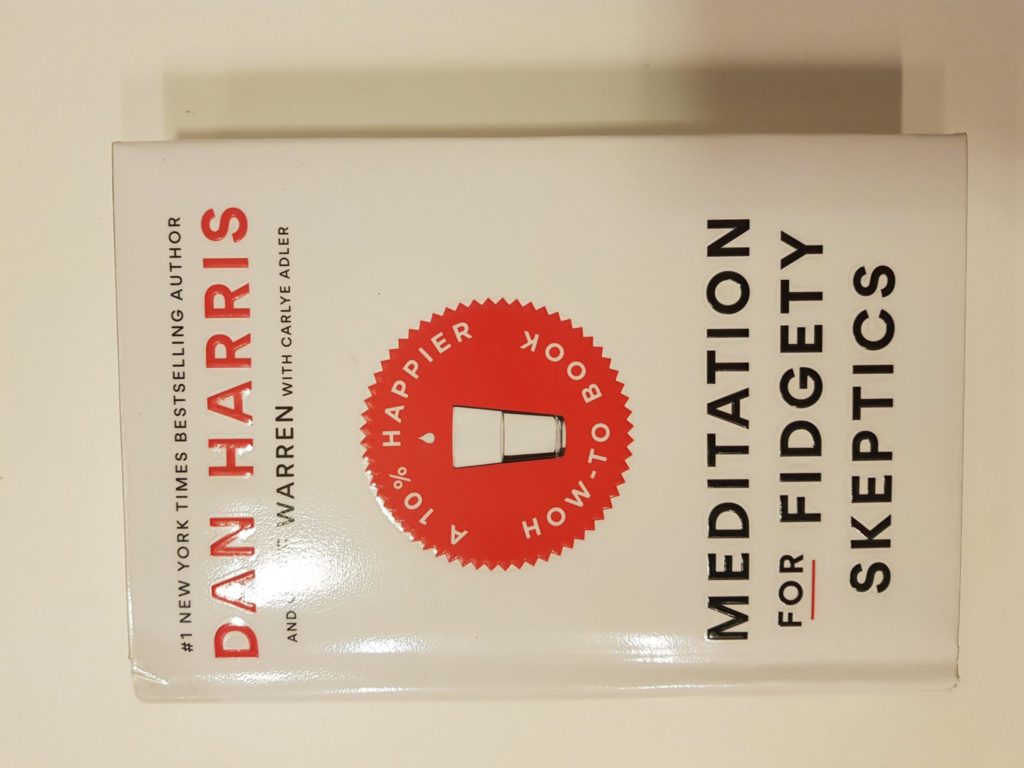 #1 NEW YORK TIMES BESTSELLING AUTHOR
DAN HARRIS
AND WARREN WITH CARLYE ADLER
A 10% HAPPIER
HOW-TO BOOK
MEDITATION
FOR FIDGETY
SKEPTICS